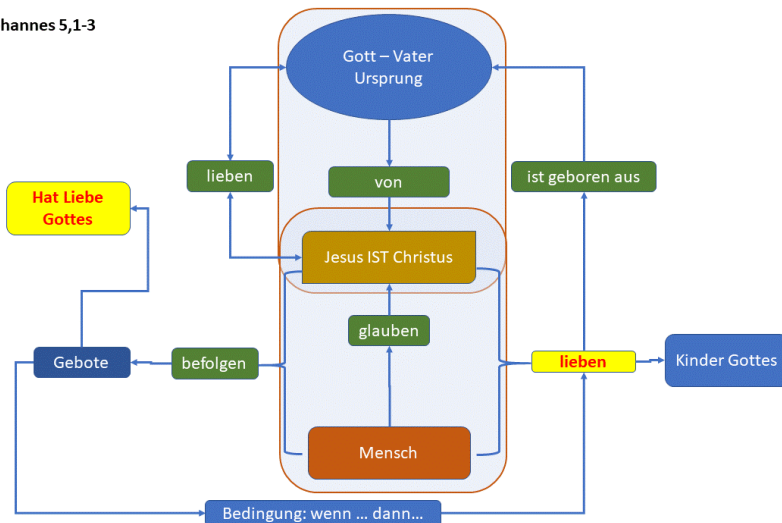 hannes 5,1-3
Gott – Vater
Ursprung
lieben
von
ist geboren aus
Hat Liebe
Gottes
Jesus IST Christus
glauben
Gebote
befolgen
lieben
Kinder Gottes
Mensch
Bedingung: wenn ... dann...